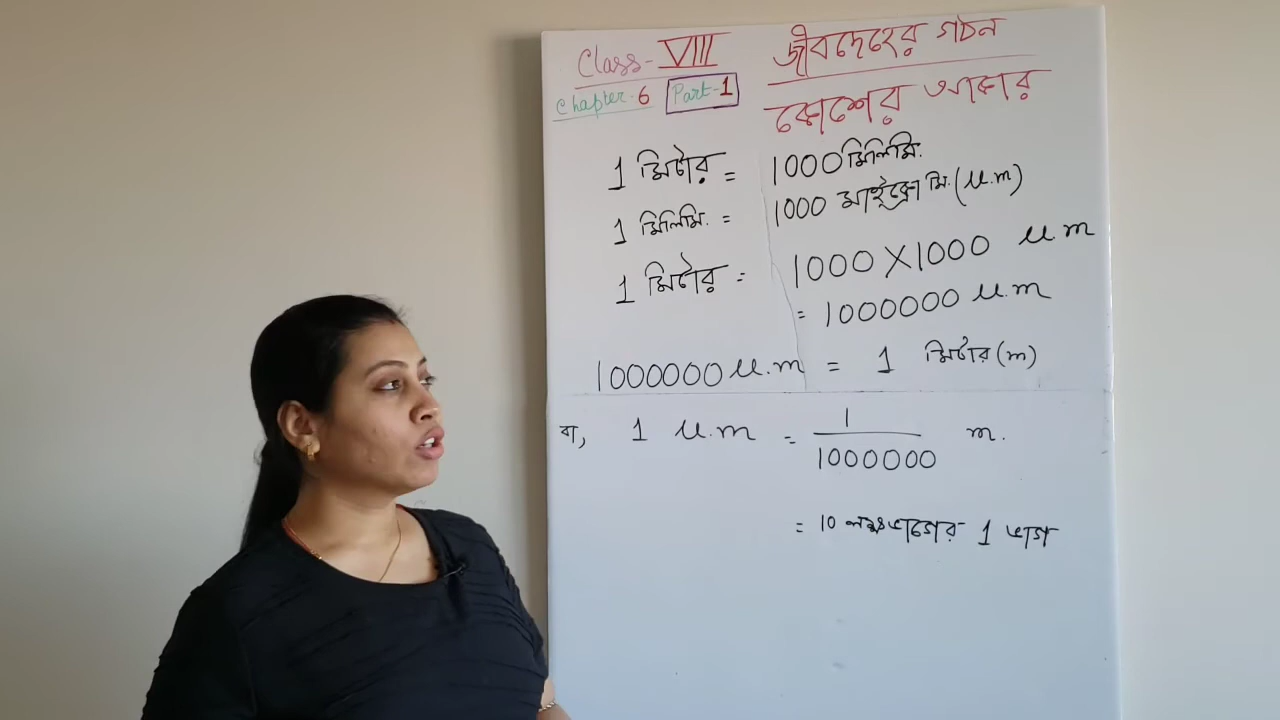 Class-VIII জীবদেহের গঠন
Chapter-6 Part-1 কোশের আকার
1 মিটার = 1000 মিলিমি.
1 মিলিমি. = 1000 মাইক্রো মি. (μ.m)
1 মিটার = 1000 X 1000 μ m
= 1000000 μ.m
1000000 μ.m = 1 মিটার (m)
বা, 1 μ.m = 1/1000000 m.
= 10 লক্ষ ভাগের 1 ভাগ